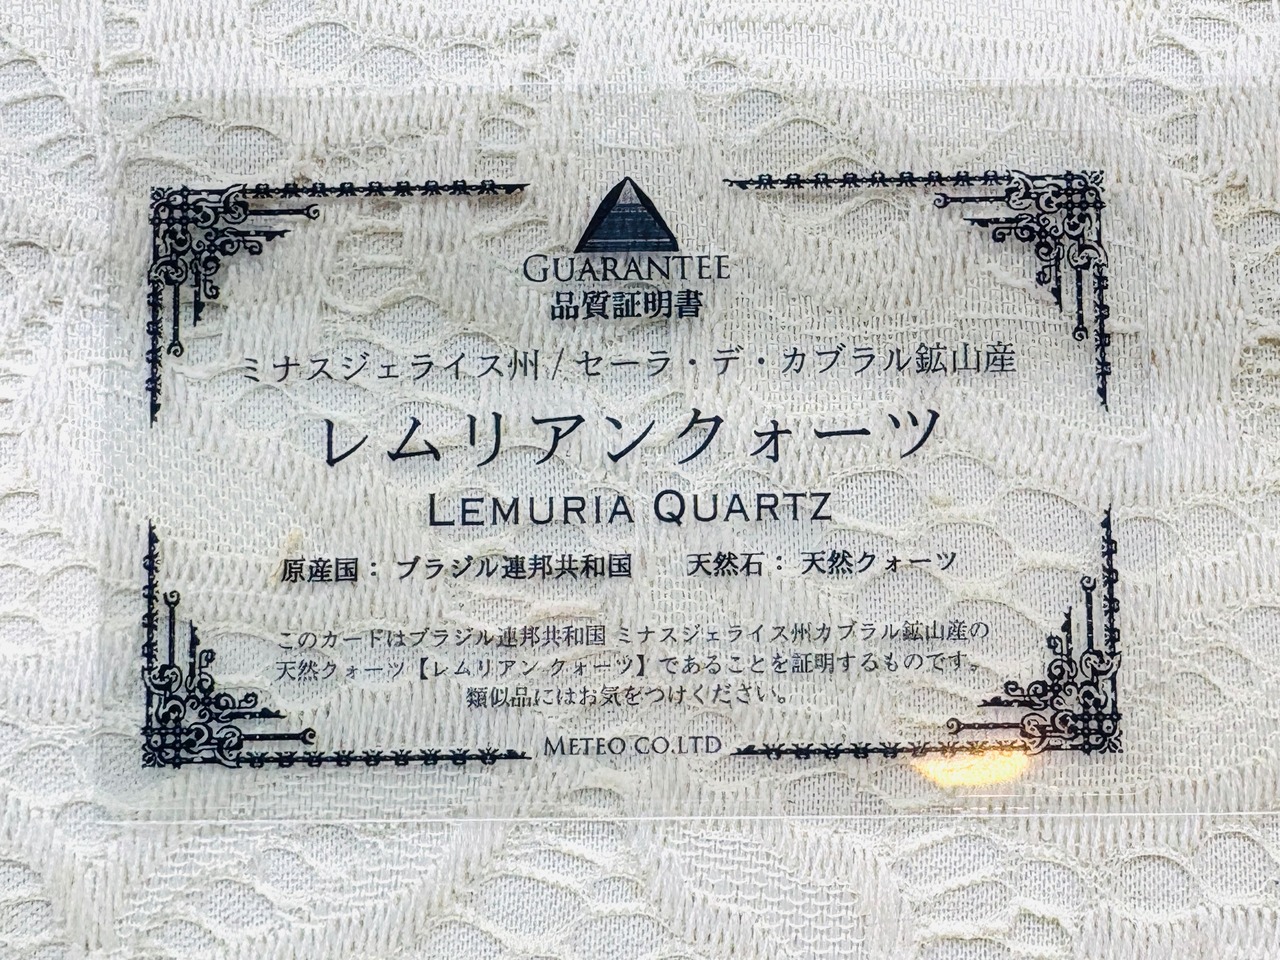 GUARANTEE
品質証明書
ミナスジェライス州 / セーラ・デ・カブラル鉱山産
レムリアンクォーツ
LEMURIA QUARTZ
原産国： ブラジル連邦共和国 天然石： 天然クォーツ
このカードはブラジル連邦共和国 ミナスジェライス州カブラル鉱山産の
天然クォーツ【レムリアンクォーツ】であることを証明するものです。
類似品にはお気をつけください。
METEO CO.LTD